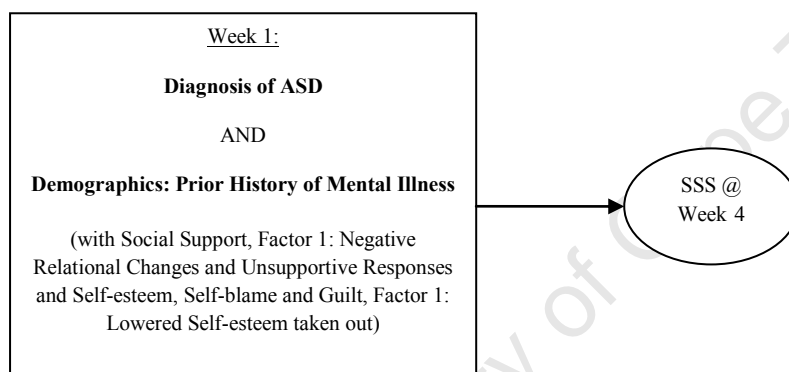 Week 1:
Diagnosis of ASD
AND
Demographics: Prior History of Mental Illness
(with Social Support, Factor 1: Negative
Relational Changes and Unsupportive Responses
and Self-esteem, Self-blame and Guilt, Factor 1:
Lowered Self-esteem taken out)
SSS @
Week 4